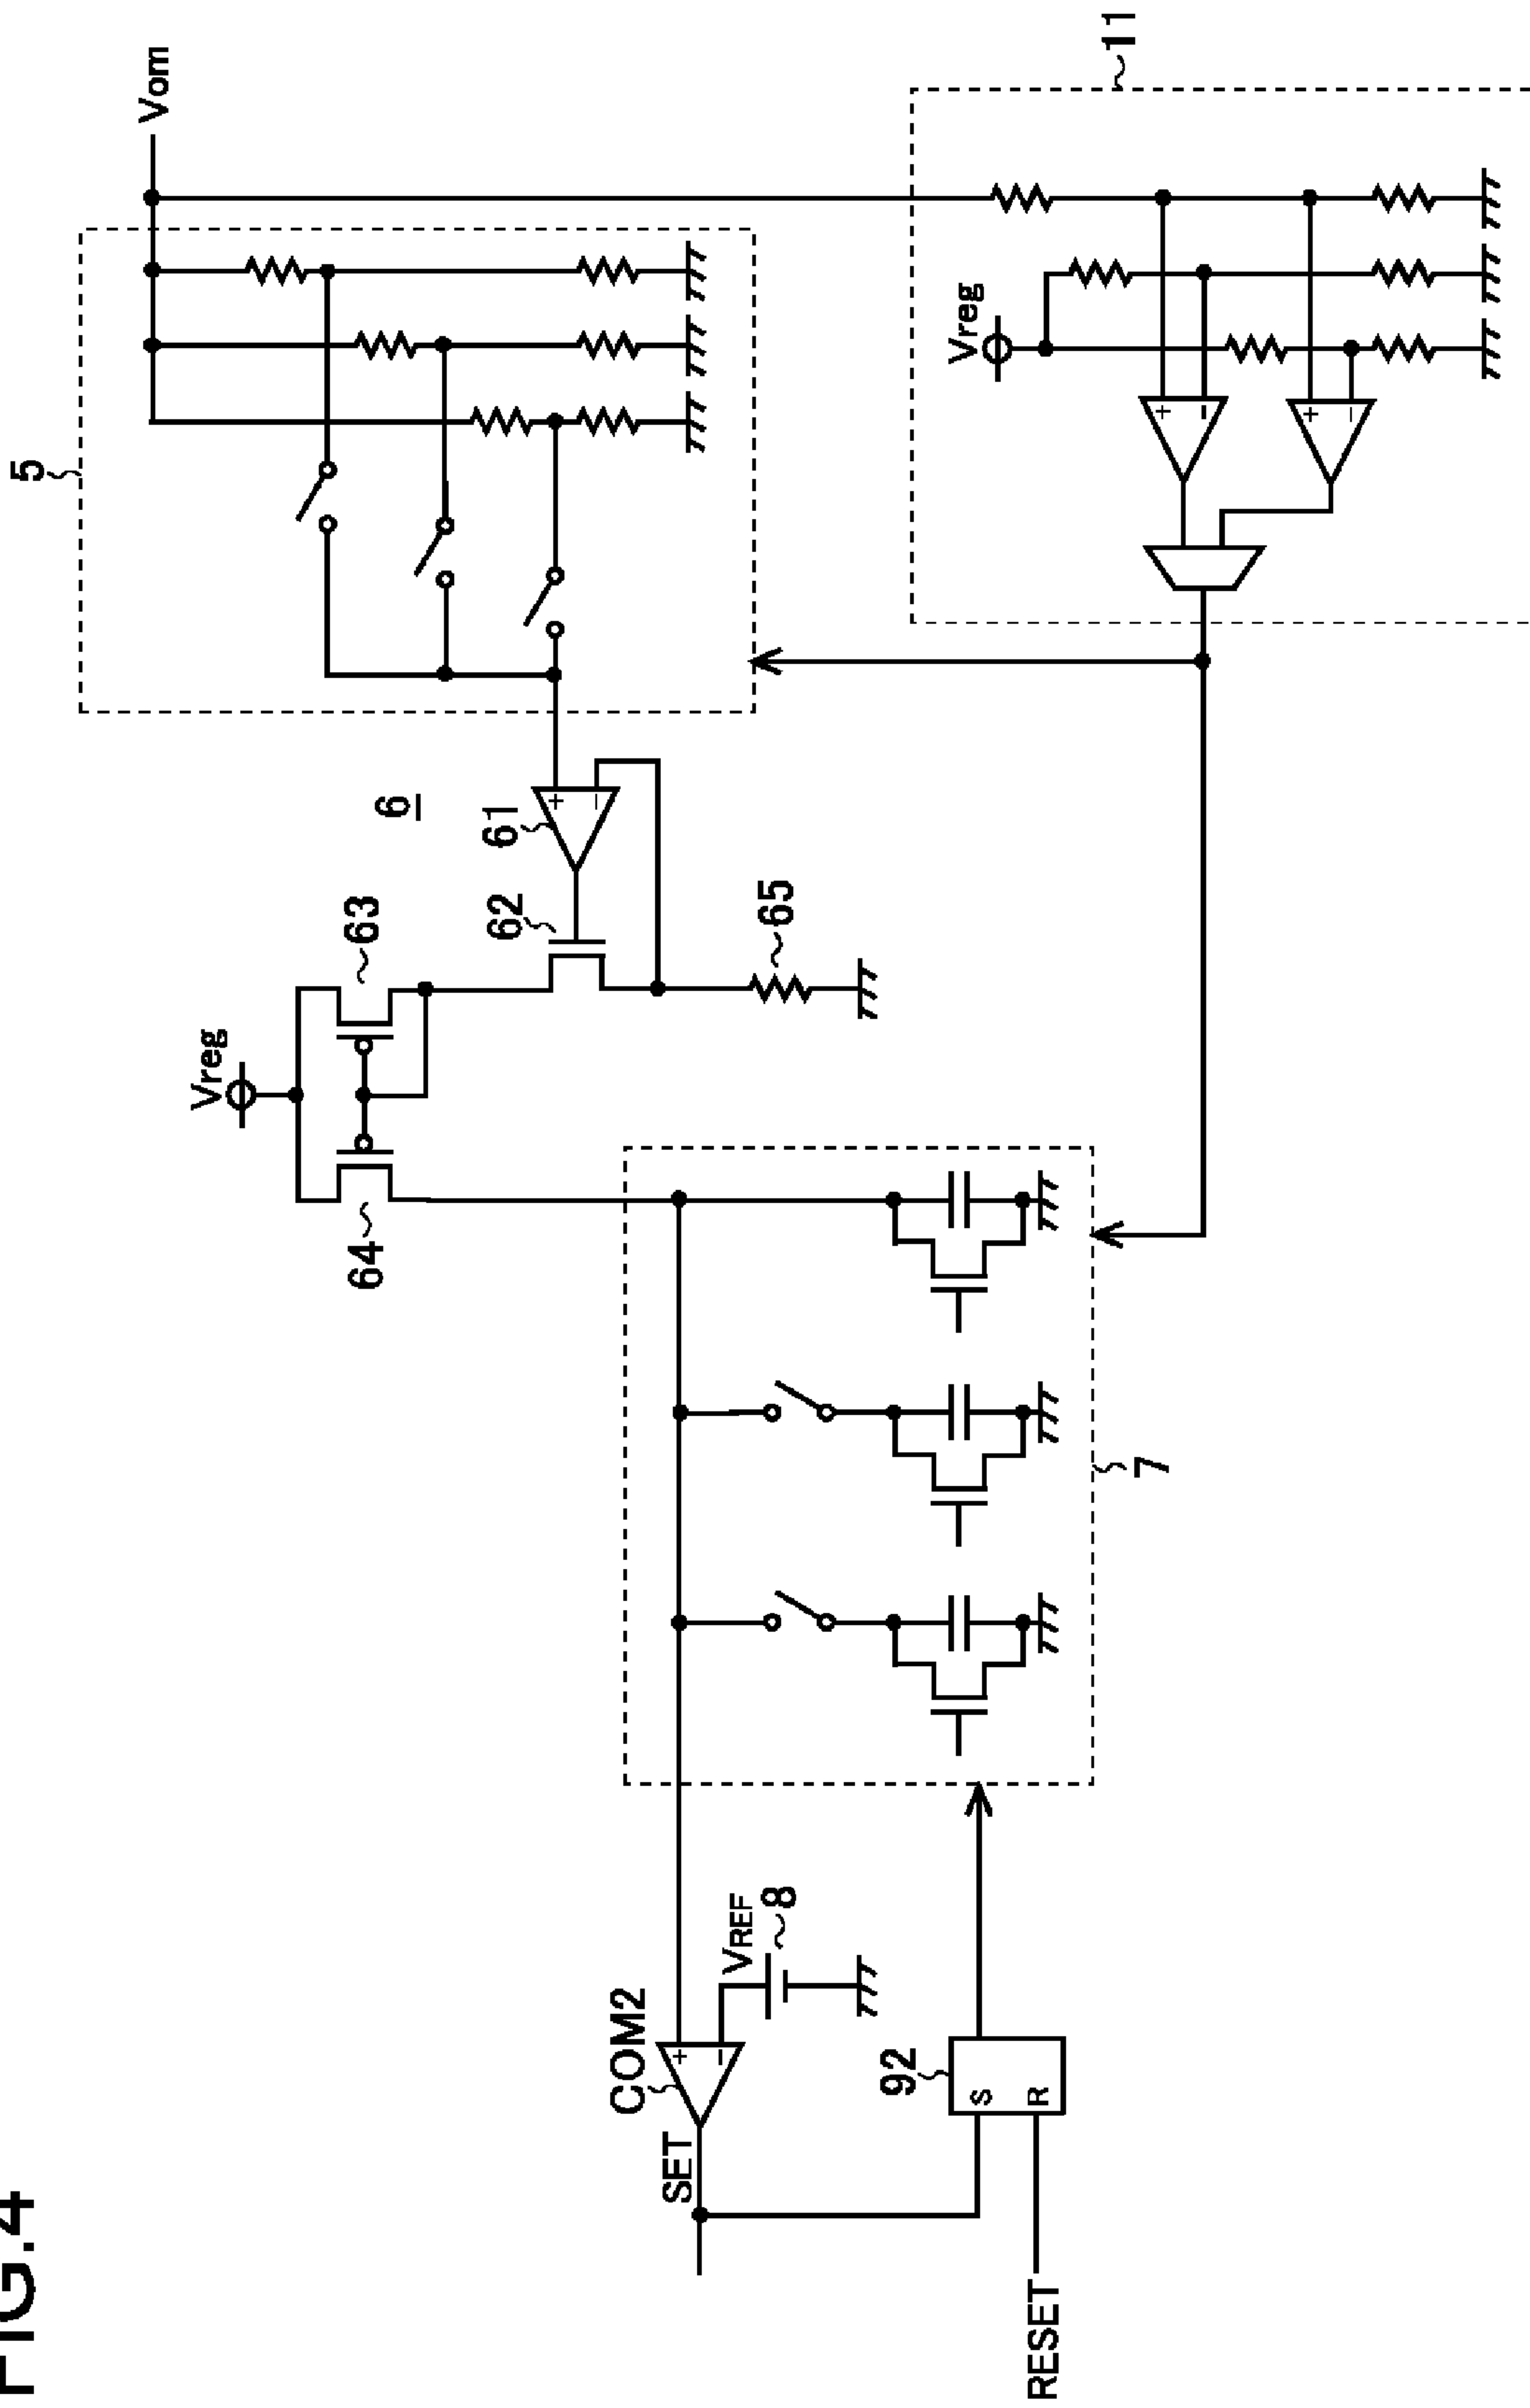 FIG.4
Vom
5
11
Vreg
+
−
+
−
6
61
+
−
62
63
65
Vreg
64
7
VREF
8
COM2
+
−
92
S
R
SET
RESET